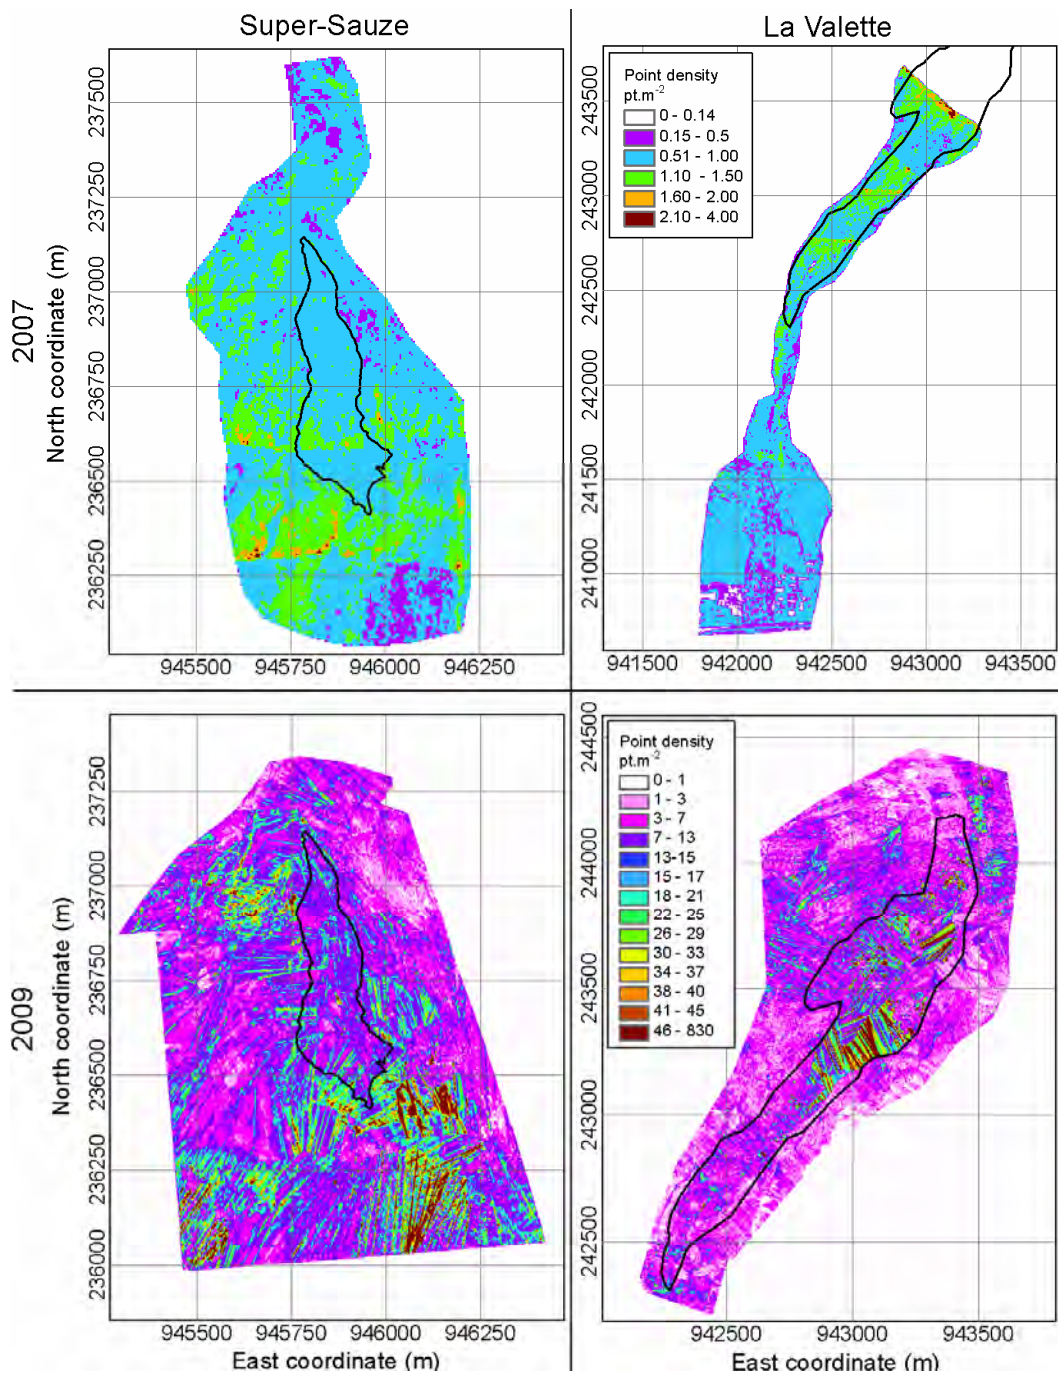 Super-Sauze
La Valette
2007
North coordinate (m)
237500
237250
237000
236750
236500
236250
945500 945750 946000 946250
Point density
pt.m-2
0 - 0.14
0.15 - 0.5
0.51 - 1.00
1.10 - 1.50
1.60 - 2.00
2.10 - 4.00
243500
243000
242500
242000
241500
241000
941500 942000 942500 943000 943500
2009
North coordinate (m)
237250
237000
236750
236500
236250
236000
945500 945750 946000 946250
East coordinate (m)
Point density
pt.m-2
0 - 1
1 - 3
3 - 7
7 - 13
13-15
15 - 17
18 - 21
22 - 25
26 - 29
30 - 33
34 - 37
38 - 40
41 - 45
46 - 830
244500
244000
243500
243000
242500
942500 943000 943500
East coordinate (m)